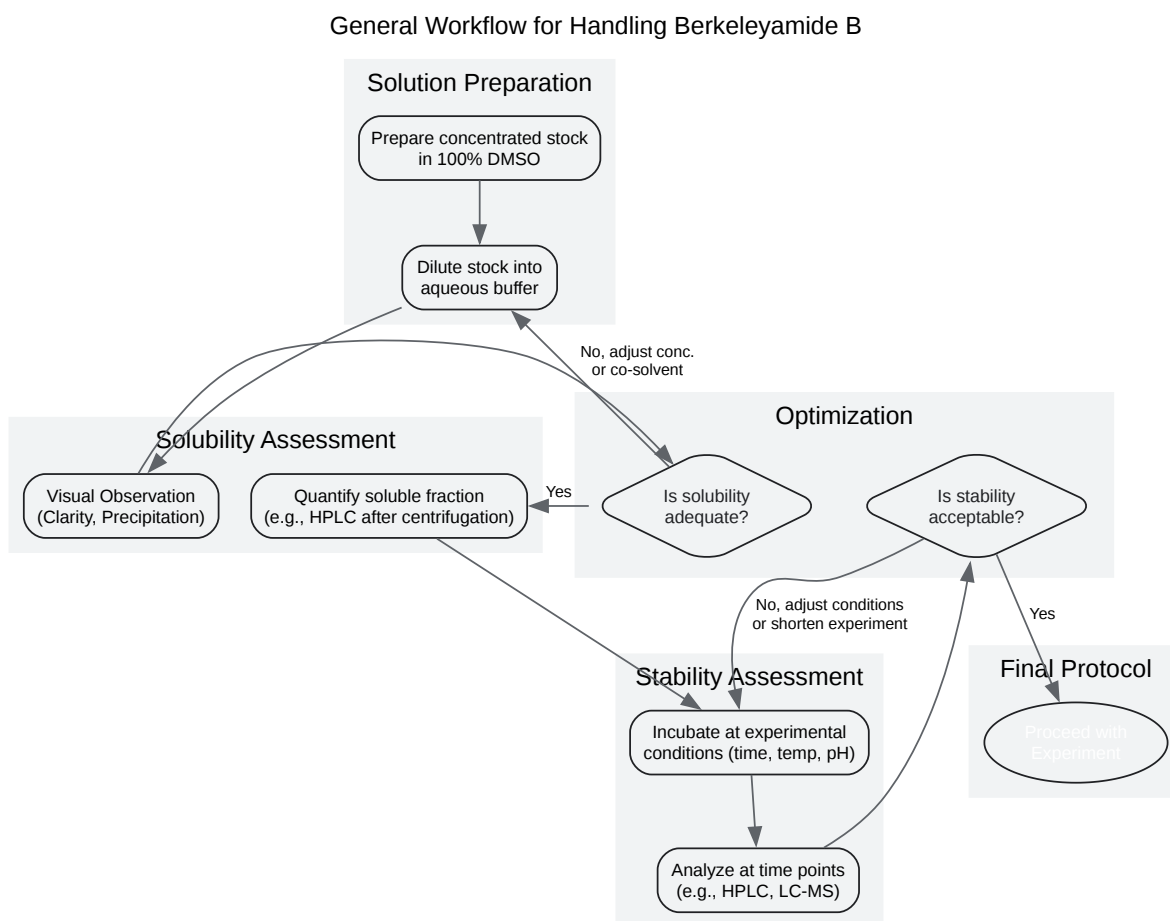 General Workflow for Handling Berkeleyamide B
Solution Preparation
Prepare concentrated stock
in 100% DMSO
Dilute stock into
aqueous buffer
No, adjust conc.
or co-solvent
Optimization
Solubility Assessment
Visual Observation
(Clarity, Precipitation)
Quantify soluble fraction
(e.g., HPLC after centrifugation)
Yes
Is solubility
adequate?
Is stability
acceptable?
No, adjust conditions
or shorten experiment
Yes
Stability Assessment
Incubate at experimental
conditions (time, temp, pH)
Analyze at time points
(e.g., HPLC, LC-MS)
Final Protocol
Proceed with
Experiment